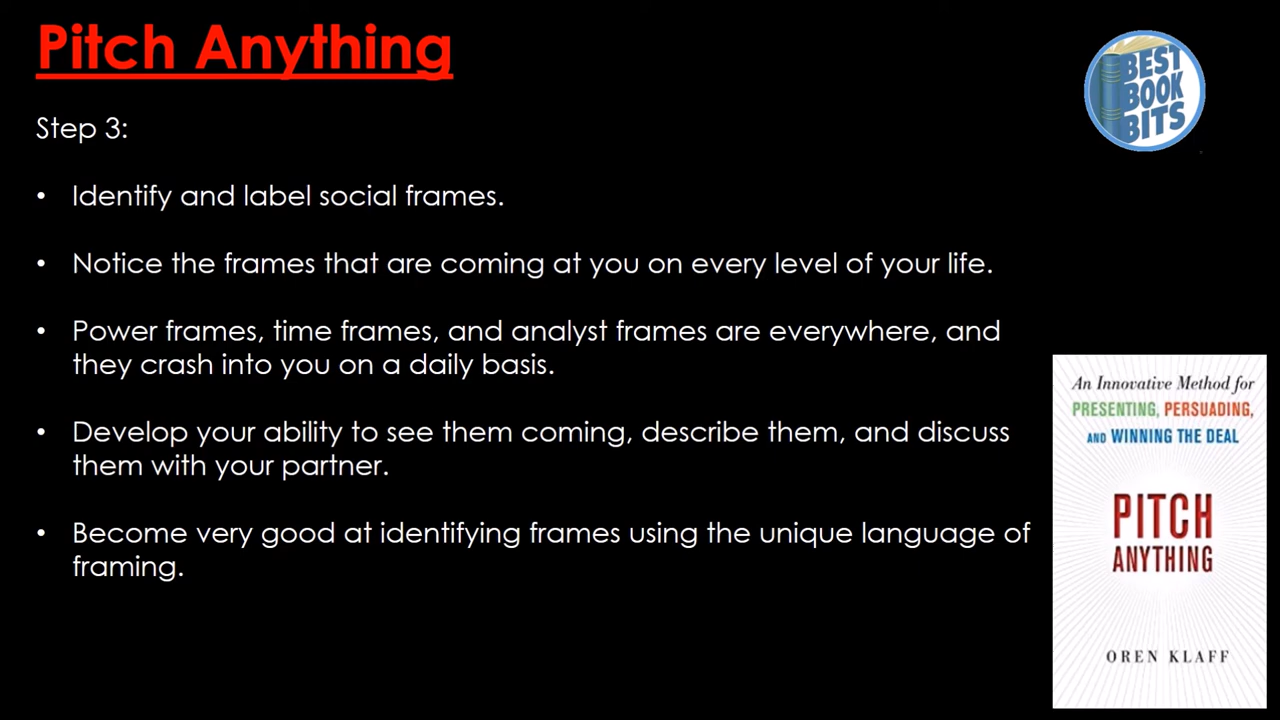 Pitch Anything
BEST
BOOK
BITS
Step 3:
• Identify and label social frames.
• Notice the frames that are coming at you on every level of your life.
• Power frames, time frames, and analyst frames are everywhere, and
they crash into you on a daily basis.
• Develop your ability to see them coming, describe them, and discuss
them with your partner.
• Become very good at identifying frames using the unique language of
framing.
An Innovative Method for
PRESENTING, PERSUADING,
AND WINNING THE DEAL
PITCH
ANYTHING
OREN KLAFF